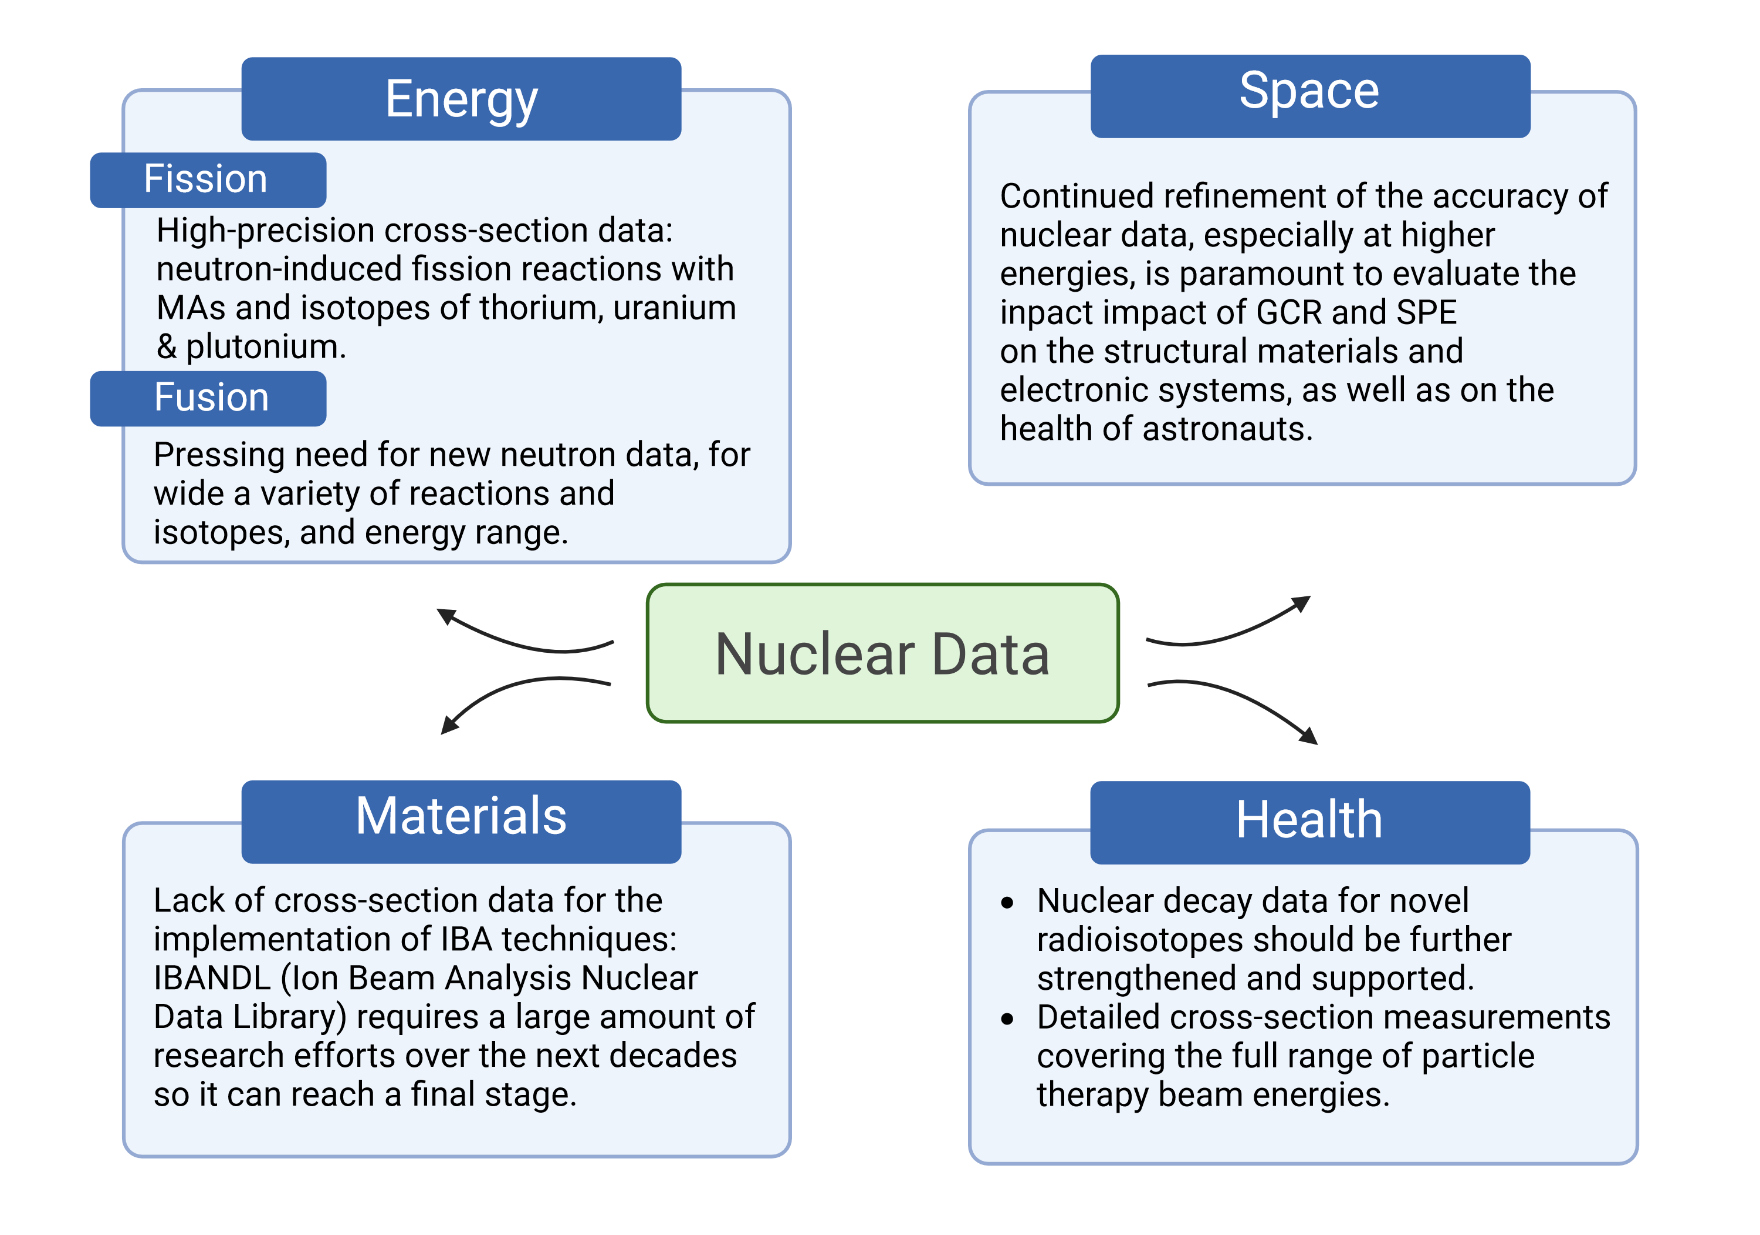 Energy
Fission
High-precision cross-section data:
neutron-induced fission reactions with
MAs and isotopes of thorium, uranium
& plutonium.
Fusion
Pressing need for new neutron data, for
wide a variety of reactions and
isotopes, and energy range.
Space
Continued refinement of the accuracy of
nuclear data, especially at higher
energies, is paramount to evaluate the
inpact impact of GCR and SPE
on the structural materials and
electronic systems, as well as on the
health of astronauts.
Nuclear Data
Materials
Lack of cross-section data for the
implementation of IBA techniques:
IBANDL (Ion Beam Analysis Nuclear
Data Library) requires a large amount of
research efforts over the next decades
so it can reach a final stage.
Health
• Nuclear decay data for novel
radioisotopes should be further
strengthened and supported.
• Detailed cross-section measurements
covering the full range of particle
therapy beam energies.